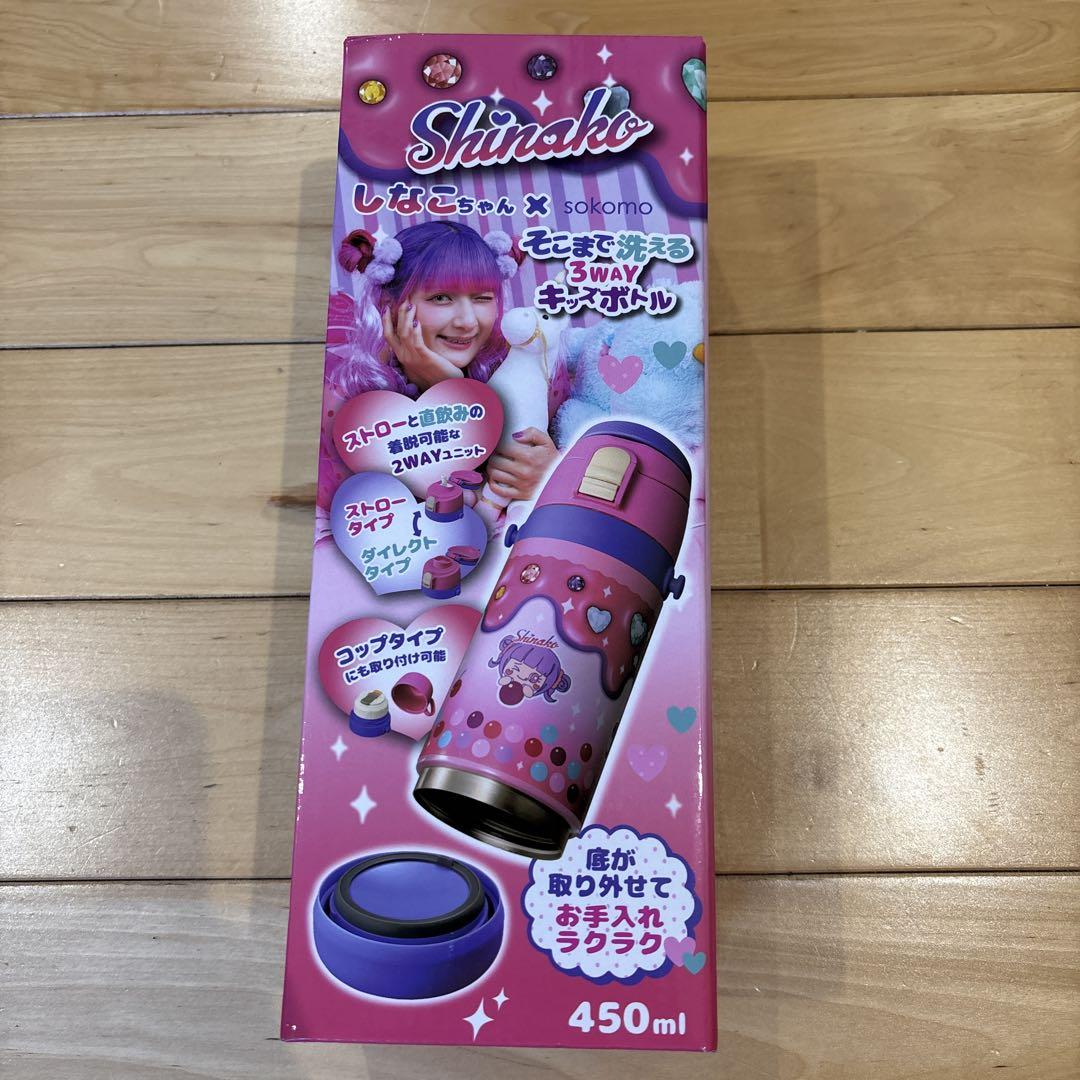 Shinako
しなこちゃん × sokomo
そこまで洗える
3WAY
キッズボトル
ストローと直飲みの
着脱可能な
2WAYユニット
ストロー
タイプ
ダイレクト
タイプ
コップタイプ
にも取り付け可能
Shinako
底が
取り外せて
お手入れ
ラクラク
450ml